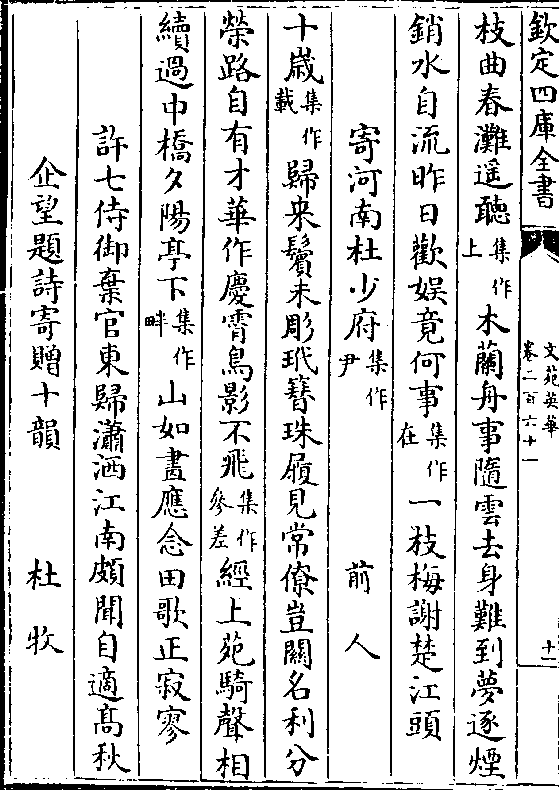 欽定四庫全書
文苑英華
卷二百六十一
十一
枝曲春灘遥聽集作上木蘭舟事隨雲去身難到夢逐煙
銷水自流昨日歡娱竟何事集作在一枝梅謝楚江頭
寄河南杜少府集作尹 前人
十歲集作載歸来鬢未彫玳簪珠履見常僚豈關名利分
榮路自有才華作慶霄鳥影不飛集作參差經上苑騎聲相
續過中橋夕陽亭下集作畔山如畫應念田歌正寂寥
許七侍御棄官東歸瀟洒江南頗聞自適高秋
企望題詩寄贈十韻 杜牧